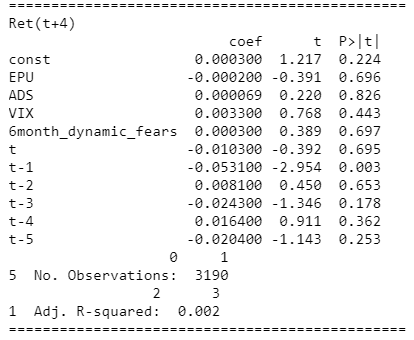 ================================================
Ret(t+4)
coef t P>|t|
const 0.000300 1.217 0.224
EPU -0.000200 -0.391 0.696
ADS 0.000069 0.220 0.826
VIX 0.003300 0.768 0.443
6month_dynamic_fears 0.000300 0.389 0.697
t -0.010300 -0.392 0.695
t-1 -0.053100 -2.954 0.003
t-2 0.008100 0.450 0.653
t-3 -0.024300 -1.346 0.178
t-4 0.016400 0.911 0.362
t-5 -0.020400 -1.143 0.253
0 1
5 No. Observations: 3190
2 3
1 Adj. R-squared: 0.002
================================================